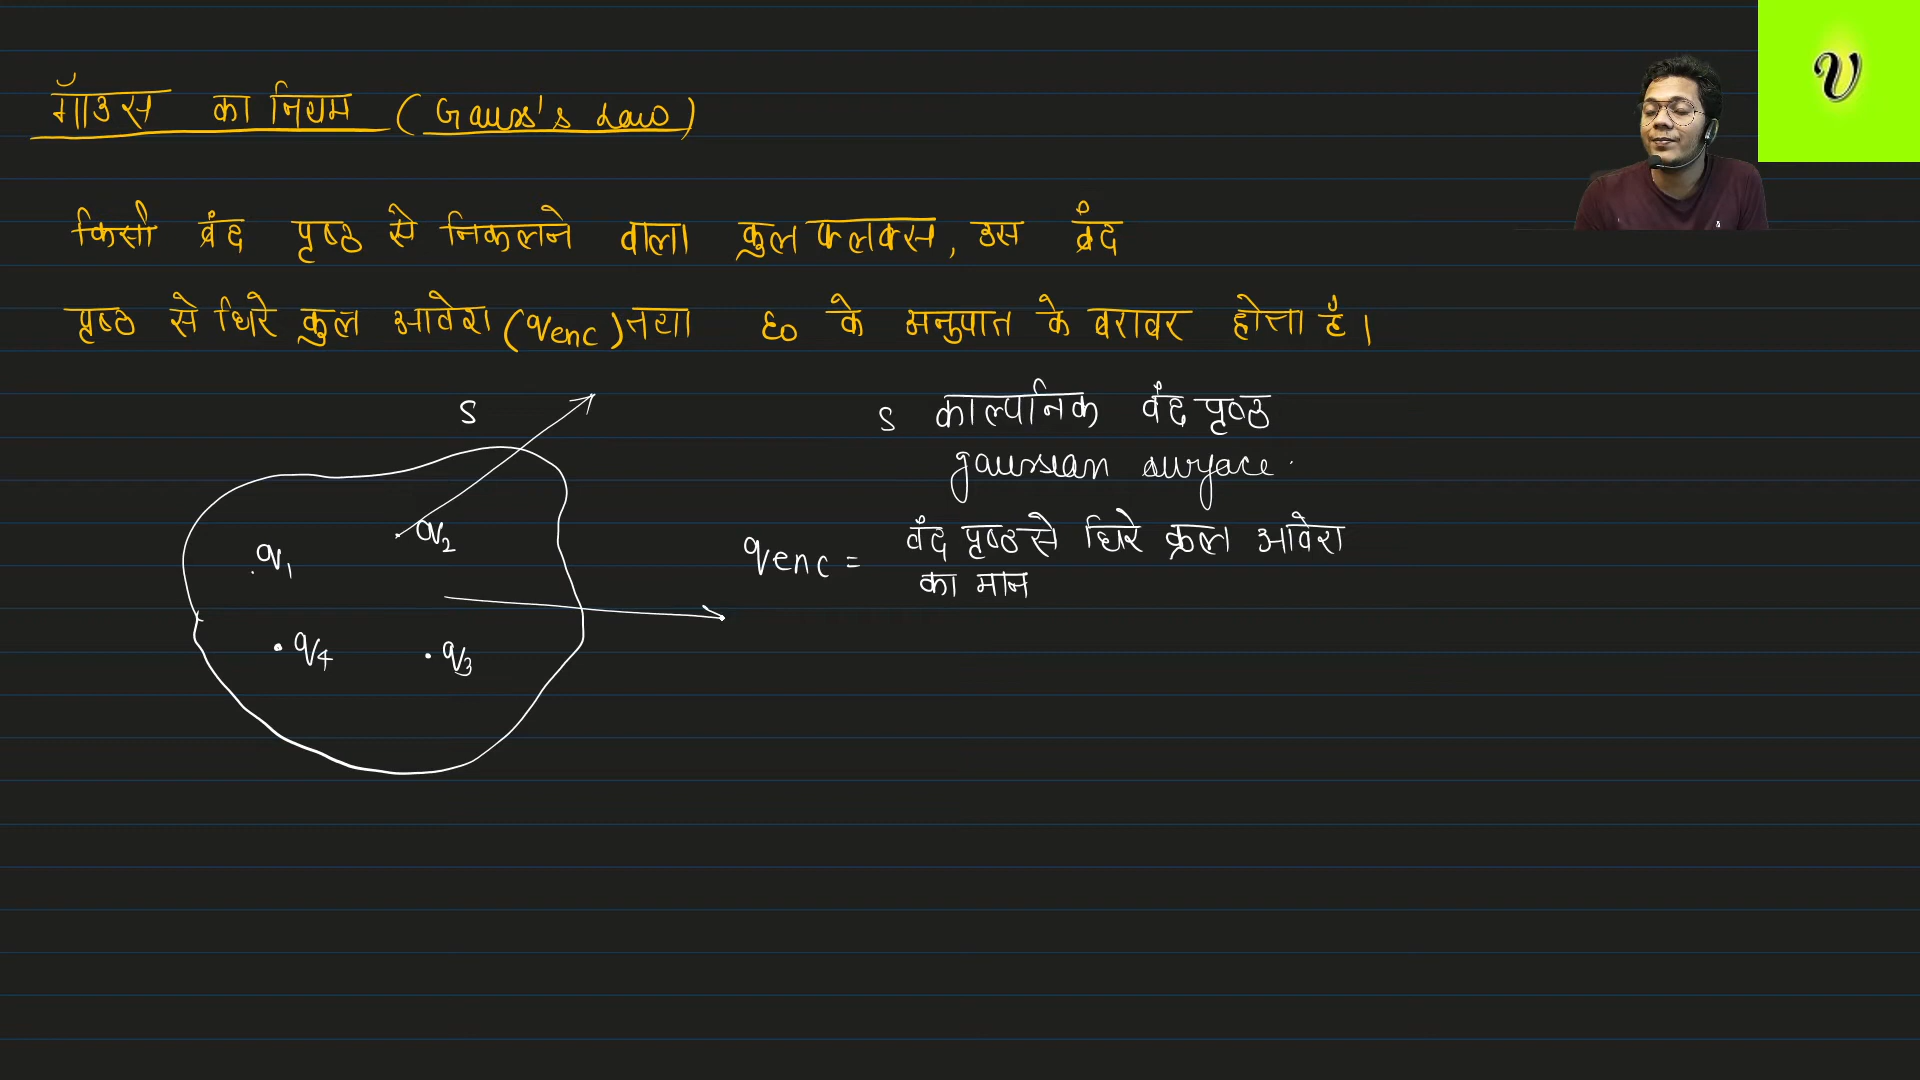 गॉउस का नियम (Gauss's Law)
किसी बंद पृष्ठ से निकलने वाला कुल फ्लक्स, उस बंद
पृष्ठ से घिरे कुल आवेश (qenc) तथा ε0 के अनुपात के बराबर होता है।
S
S काल्पनिक बंद पृष्ठ
gaussian surface.
q1
q2
qenc = बंद पृष्ठ से घिरे कुल आवेश
का मान
q4
q3
υ